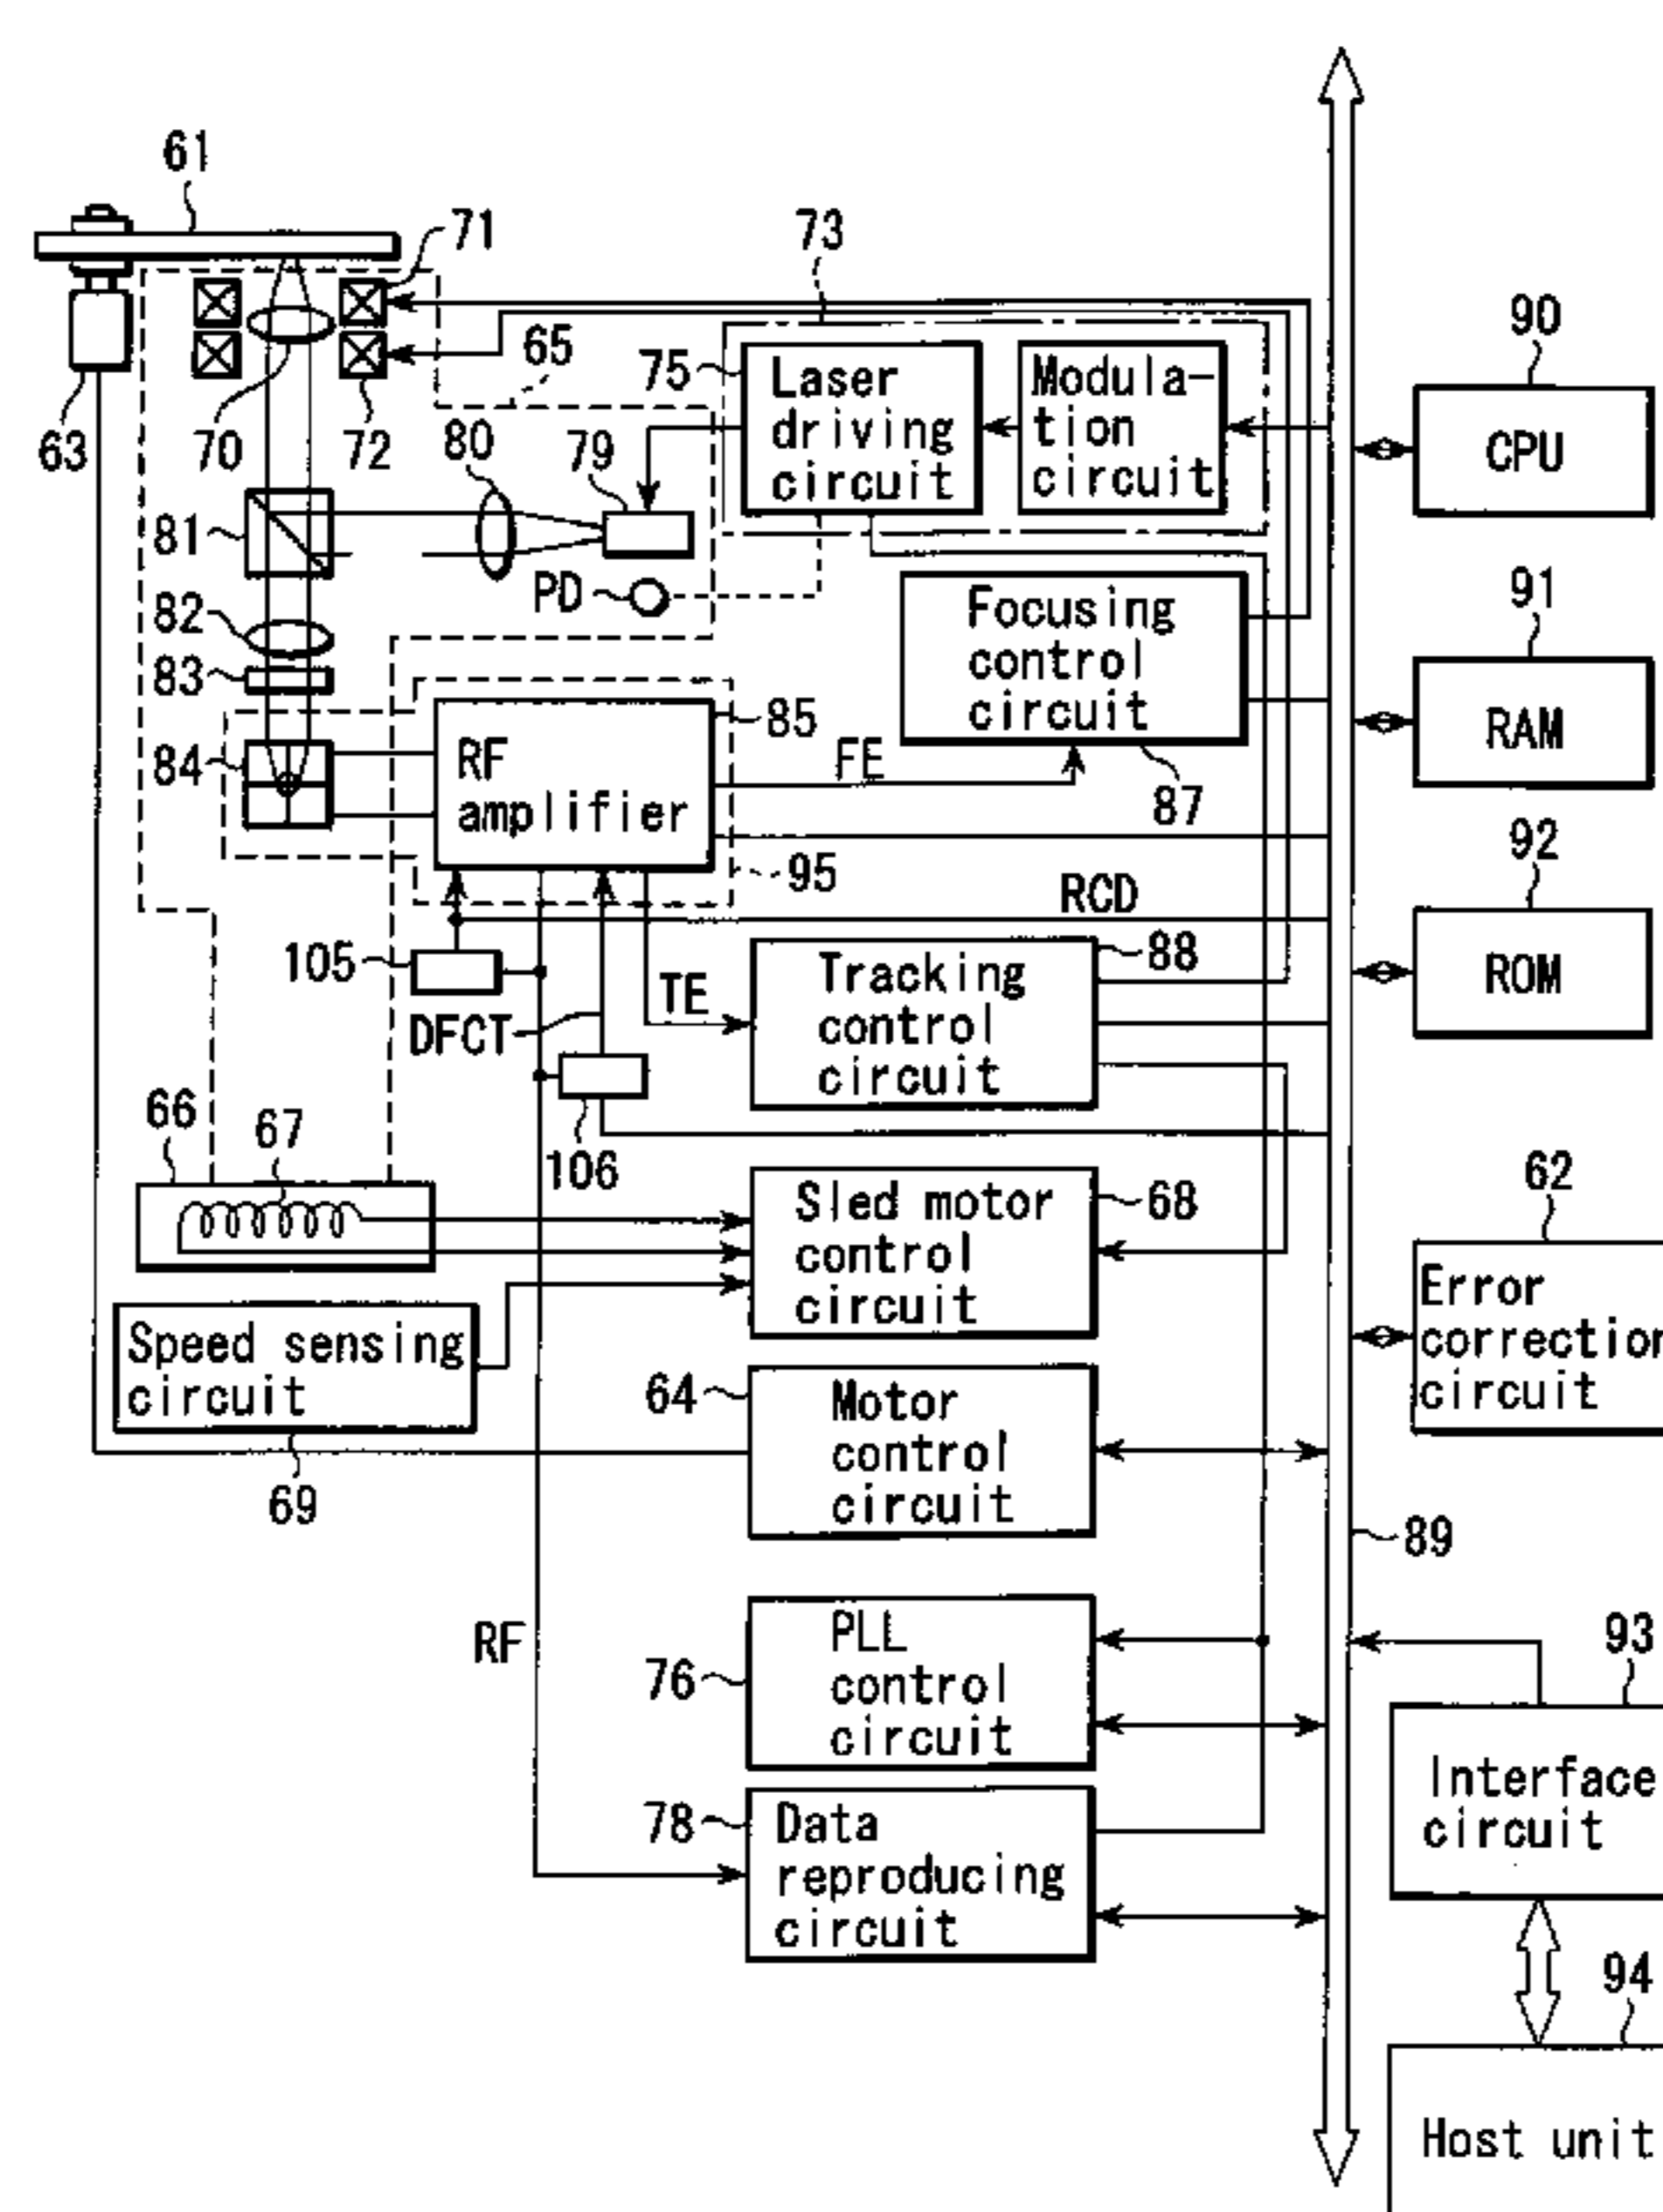 61
71
73
65
75
Laser
driving
circuit
Modula-
tion
circuit
90
CPU
63
70
72
80
79
81
PD
82
83
Focusing
control
circuit
91
RAM
85
84
RF
amplifier
FE
87
92
ROM
95
RCD
105
88
TE
Tracking
control
circuit
DFCT
66
67
106
62
Sled motor
control
circuit
68
Error
correction
circuit
Speed sensing
circuit
64
Motor
control
circuit
69
89
RF
PLL
control
circuit
76
93
Interface
circuit
78
Data
reproducing
circuit
94
Host unit